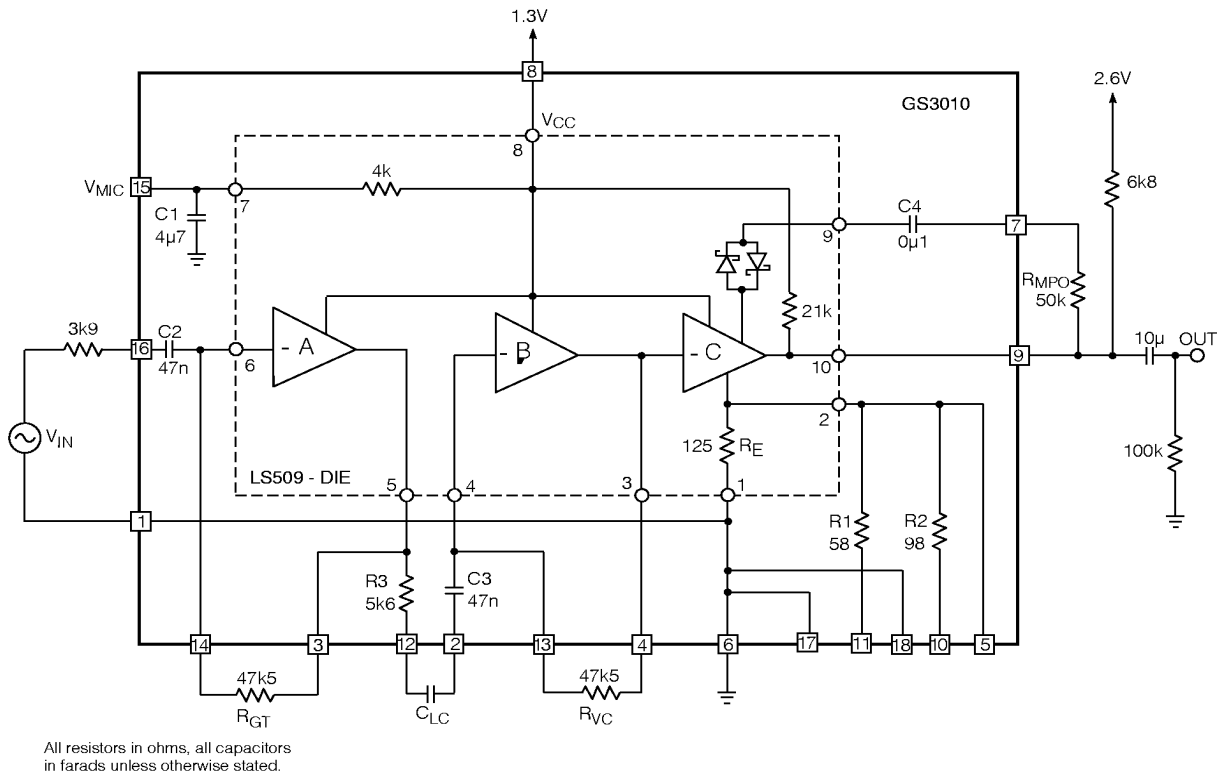 1.3V
8
GS3010
2.6V
VCC
8
4k
6k8
VMIC
15
7
C1
4µ7
9
C4
0µ1
7
RMPO
50k
21k
3k9
16
C2
47n
6
- A
- B
- C
10
9
10µ
OUT
2
VIN
125
RE
100k
LS509 - DIE
5
4
3
1
1
R1
58
R2
98
R3
5k6
C3
47n
14
3
12
2
13
4
6
17
11
18
10
5
47k5
RGT
CLC
47k5
RVC
All resistors in ohms, all capacitors
in farads unless otherwise stated.